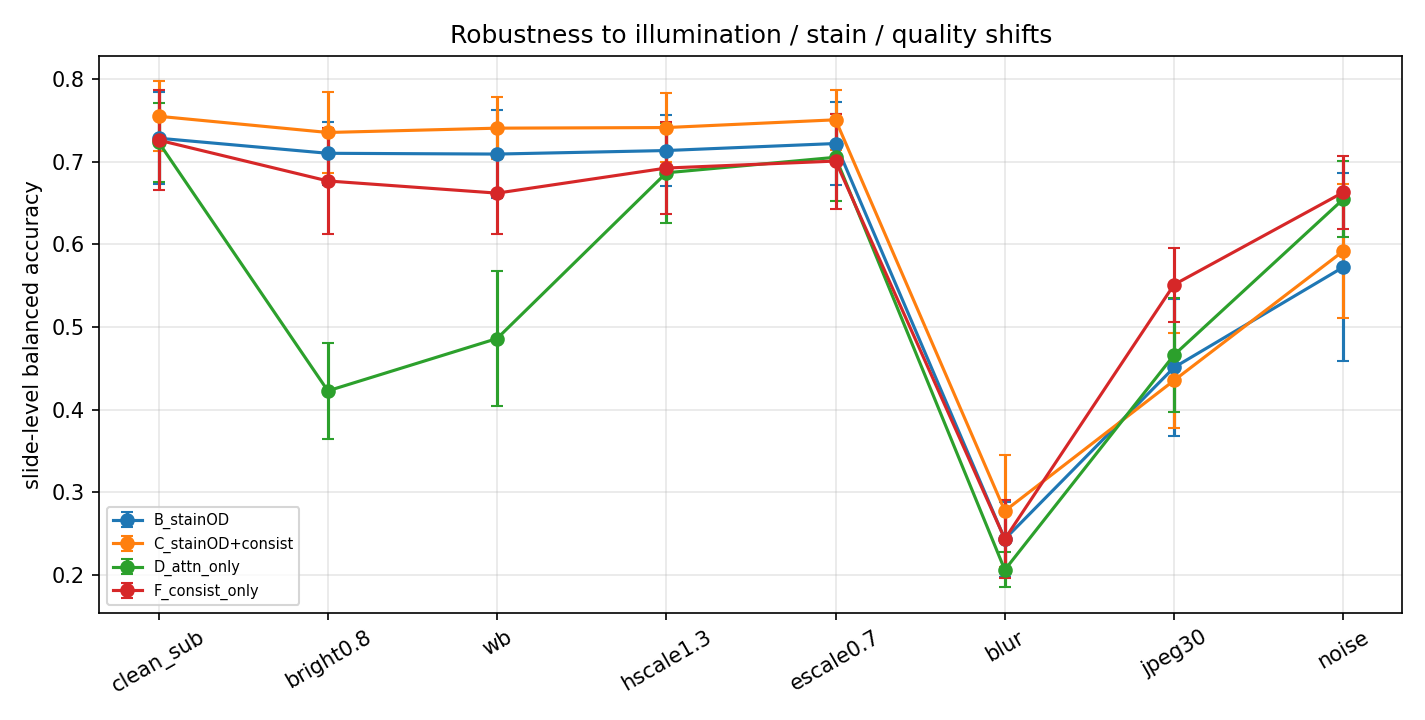 Robustness to illumination / stain / quality shifts
slide-level balanced accuracy
0.8
0.7
0.6
0.5
0.4
0.3
0.2
B_stainOD
C_stainOD+consist
D_attn_only
F_consist_only
clean_sub
bright0.8
wb
hscale1.3
escale0.7
blur
jpeg30
noise